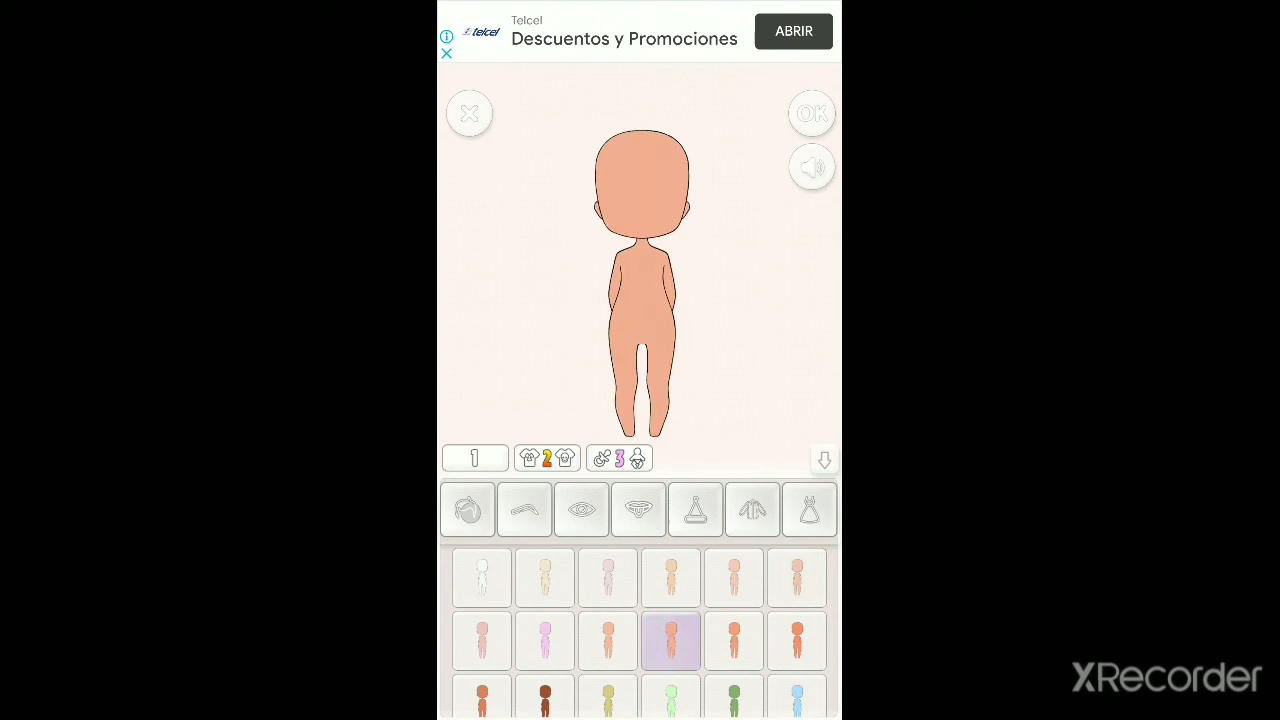 Telcel
telcel
Descuentos y Promociones
ABRIR
OK
1
2
3
XRecorder